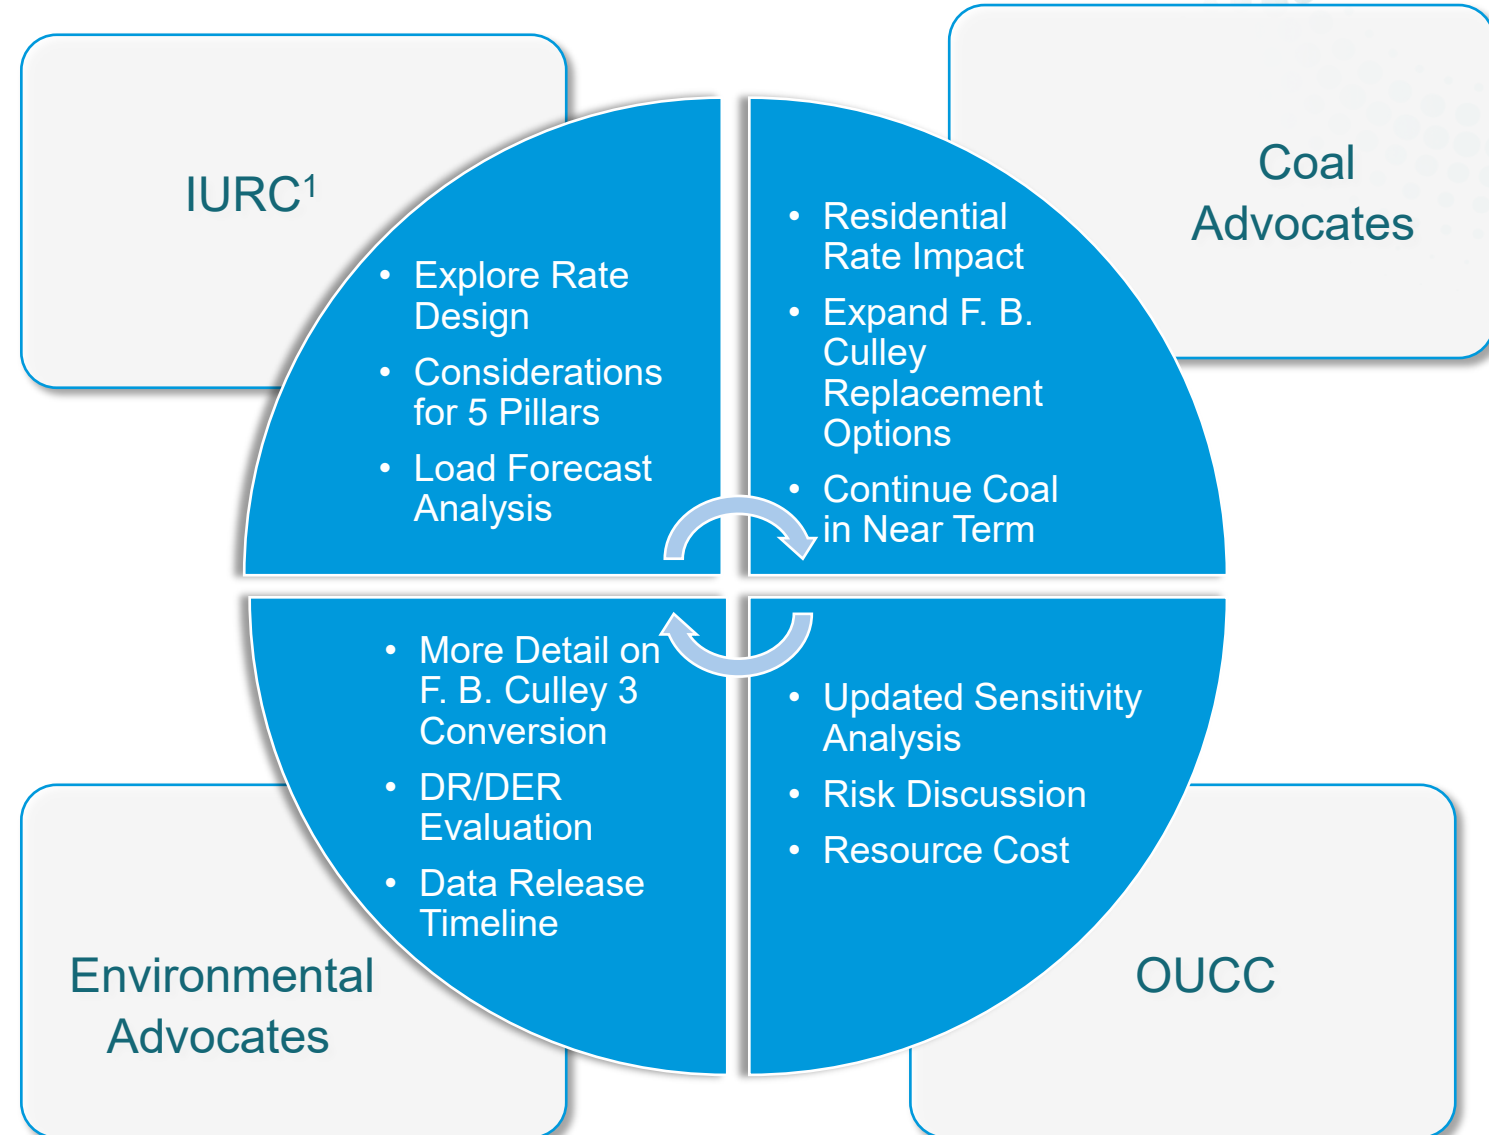 IURC1
• Explore Rate
Design
• Considerations
for 5 Pillars
• Load Forecast
Analysis
Coal
Advocates
• Residential
Rate Impact
• Expand F. B.
Culley
Replacement
Options
• Continue Coal
in Near Term
Environmental
Advocates
• More Detail on
F. B. Culley 3
Conversion
• DR/DER
Evaluation
• Data Release
Timeline
OUCC
• Updated Sensitivity
Analysis
• Risk Discussion
• Resource Cost